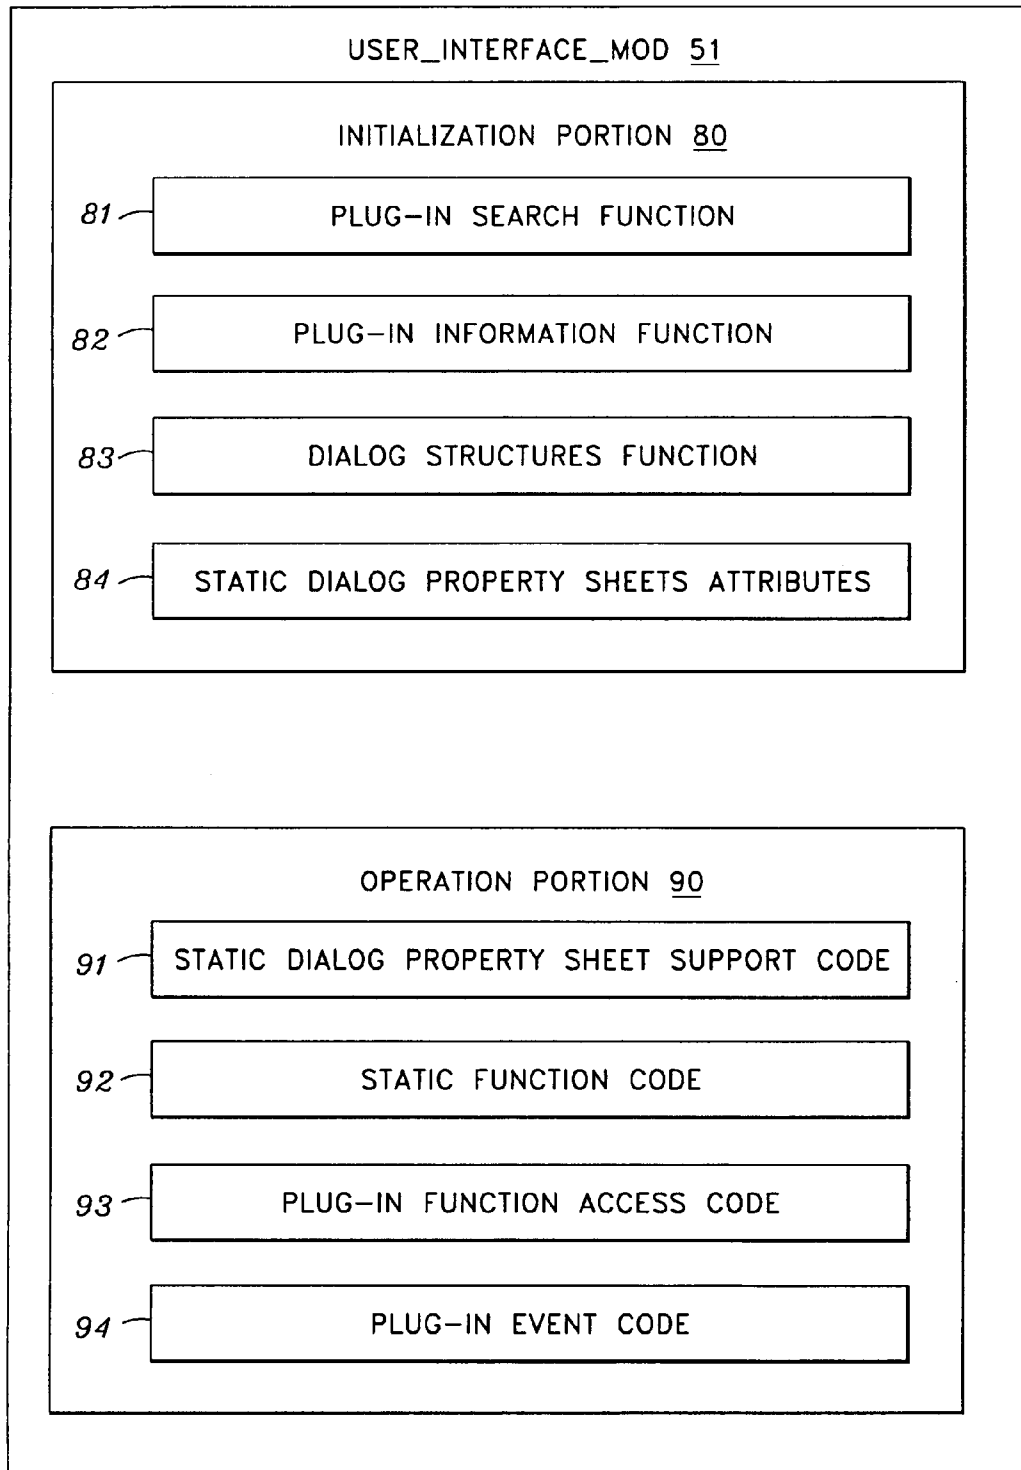 USER_INTERFACE_MOD 51
INITIALIZATION PORTION 80
81 PLUG-IN SEARCH FUNCTION
82 PLUG-IN INFORMATION FUNCTION
83 DIALOG STRUCTURES FUNCTION
84 STATIC DIALOG PROPERTY SHEETS ATTRIBUTES
OPERATION PORTION 90
91 STATIC DIALOG PROPERTY SHEET SUPPORT CODE
92 STATIC FUNCTION CODE
93 PLUG-IN FUNCTION ACCESS CODE
94 PLUG-IN EVENT CODE